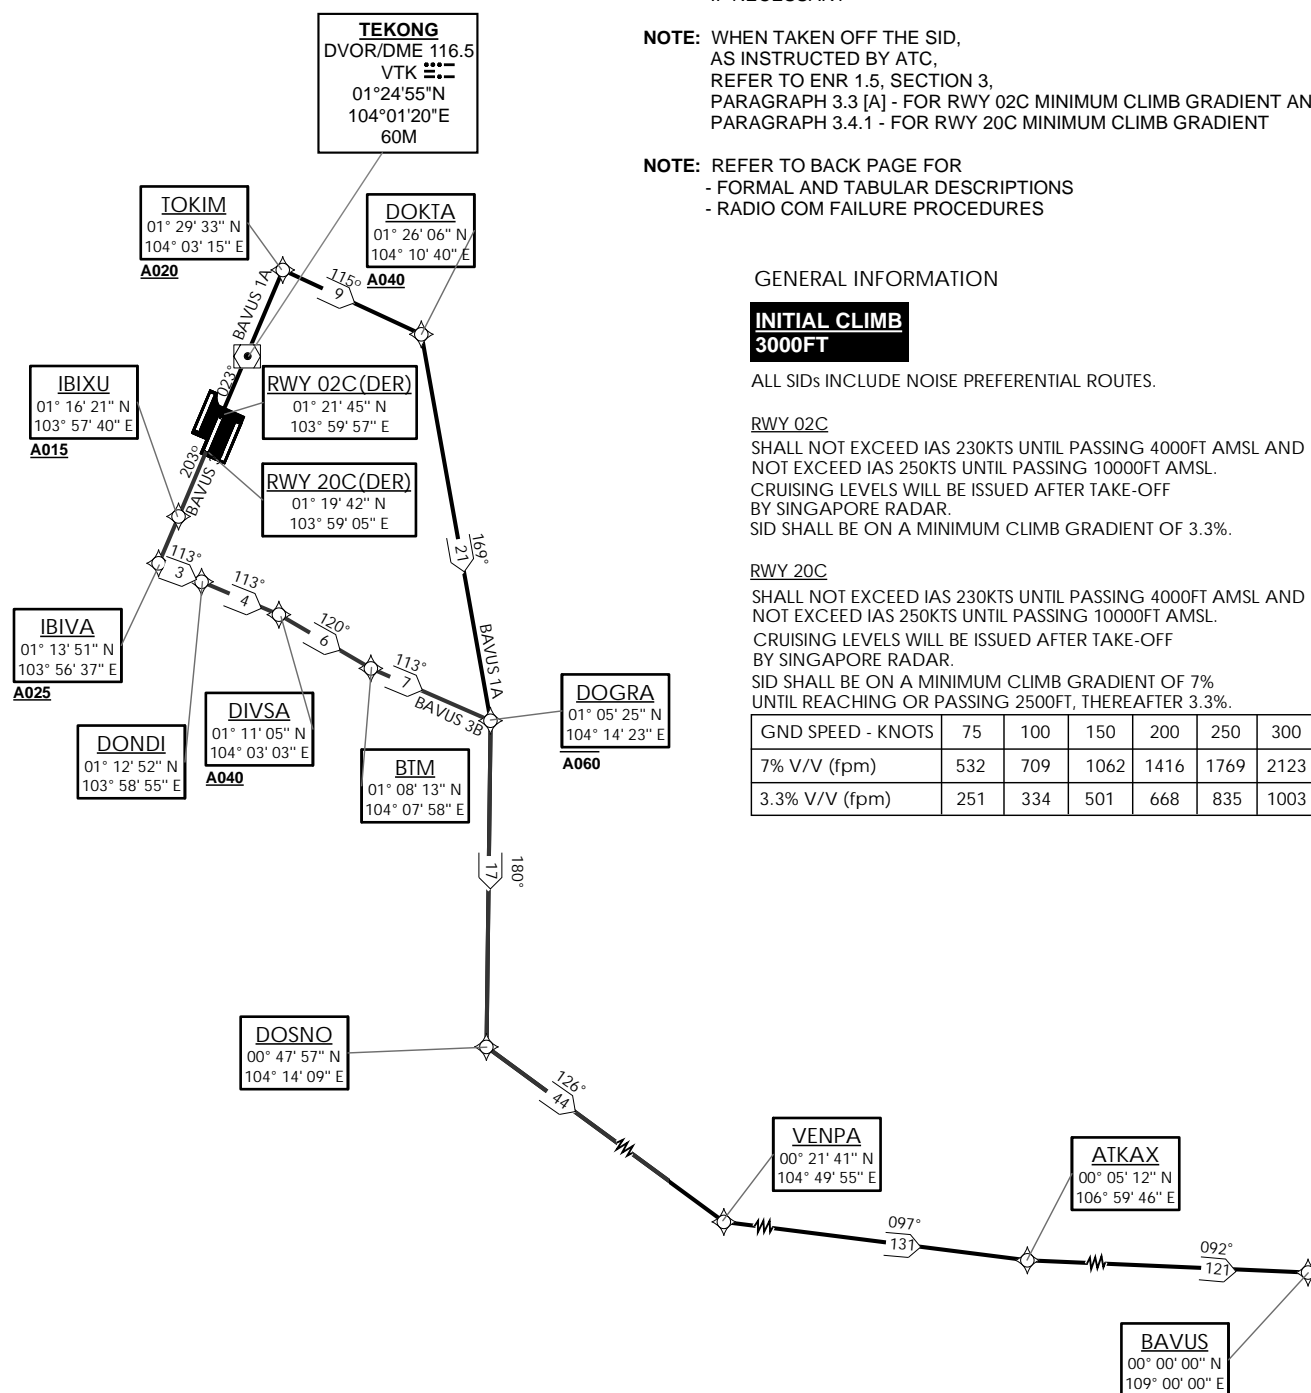 TEKONG
DVOR/DME 116.5
VTK
01°24'55"N
104°01'20"E
60M
NOTE: WHEN TAKEN OFF THE SID,
AS INSTRUCTED BY ATC,
REFER TO ENR 1.5, SECTION 3,
PARAGRAPH 3.3 [A] - FOR RWY 02C MINIMUM CLIMB GRADIENT AN
PARAGRAPH 3.4.1 - FOR RWY 20C MINIMUM CLIMB GRADIENT
NOTE: REFER TO BACK PAGE FOR
- FORMAL AND TABULAR DESCRIPTIONS
- RADIO COM FAILURE PROCEDURES
TOKIM
01° 29' 33" N
104° 03' 15" E
A020
DOKTA
01° 26' 06" N
104° 10' 40" E
A040
115°
9
BAVUS 1A
023°
IBIXU
01° 16' 21" N
103° 57' 40" E
A015
RWY 02C(DER)
01° 21' 45" N
103° 59' 57" E
RWY 20C(DER)
01° 19' 42" N
103° 59' 05" E
203°
BAVUS
GENERAL INFORMATION
INITIAL CLIMB
3000FT
ALL SIDs INCLUDE NOISE PREFERENTIAL ROUTES.
RWY 02C
SHALL NOT EXCEED IAS 230KTS UNTIL PASSING 4000FT AMSL AND
NOT EXCEED IAS 250KTS UNTIL PASSING 10000FT AMSL.
CRUISING LEVELS WILL BE ISSUED AFTER TAKE-OFF
BY SINGAPORE RADAR.
SID SHALL BE ON A MINIMUM CLIMB GRADIENT OF 3.3%.
RWY 20C
SHALL NOT EXCEED IAS 230KTS UNTIL PASSING 4000FT AMSL AND
NOT EXCEED IAS 250KTS UNTIL PASSING 10000FT AMSL.
CRUISING LEVELS WILL BE ISSUED AFTER TAKE-OFF
BY SINGAPORE RADAR.
SID SHALL BE ON A MINIMUM CLIMB GRADIENT OF 7%
UNTIL REACHING OR PASSING 2500FT, THEREAFTER 3.3%.
GND SPEED - KNOTS 75 100 150 200 250 300
7% V/V (fpm) 532 709 1062 1416 1769 2123
3.3% V/V (fpm) 251 334 501 668 835 1003
169°
21
BAVUS 1A
113°
3
113°
4
120°
6
113°
7
BAVUS 3B
IBIVA
01° 13' 51" N
103° 56' 37" E
A025
DONDI
01° 12' 52" N
103° 58' 55" E
DIVSA
01° 11' 05" N
104° 03' 03" E
A040
BTM
01° 08' 13" N
104° 07' 58" E
DOGRA
01° 05' 25" N
104° 14' 23" E
A060
180°
17
DOSNO
00° 47' 57" N
104° 14' 09" E
126°
44
VENPA
00° 21' 41" N
104° 49' 55" E
097°
131
ATKAX
00° 05' 12" N
106° 59' 46" E
092°
121
BAVUS
00° 00' 00" N
109° 00' 00" E